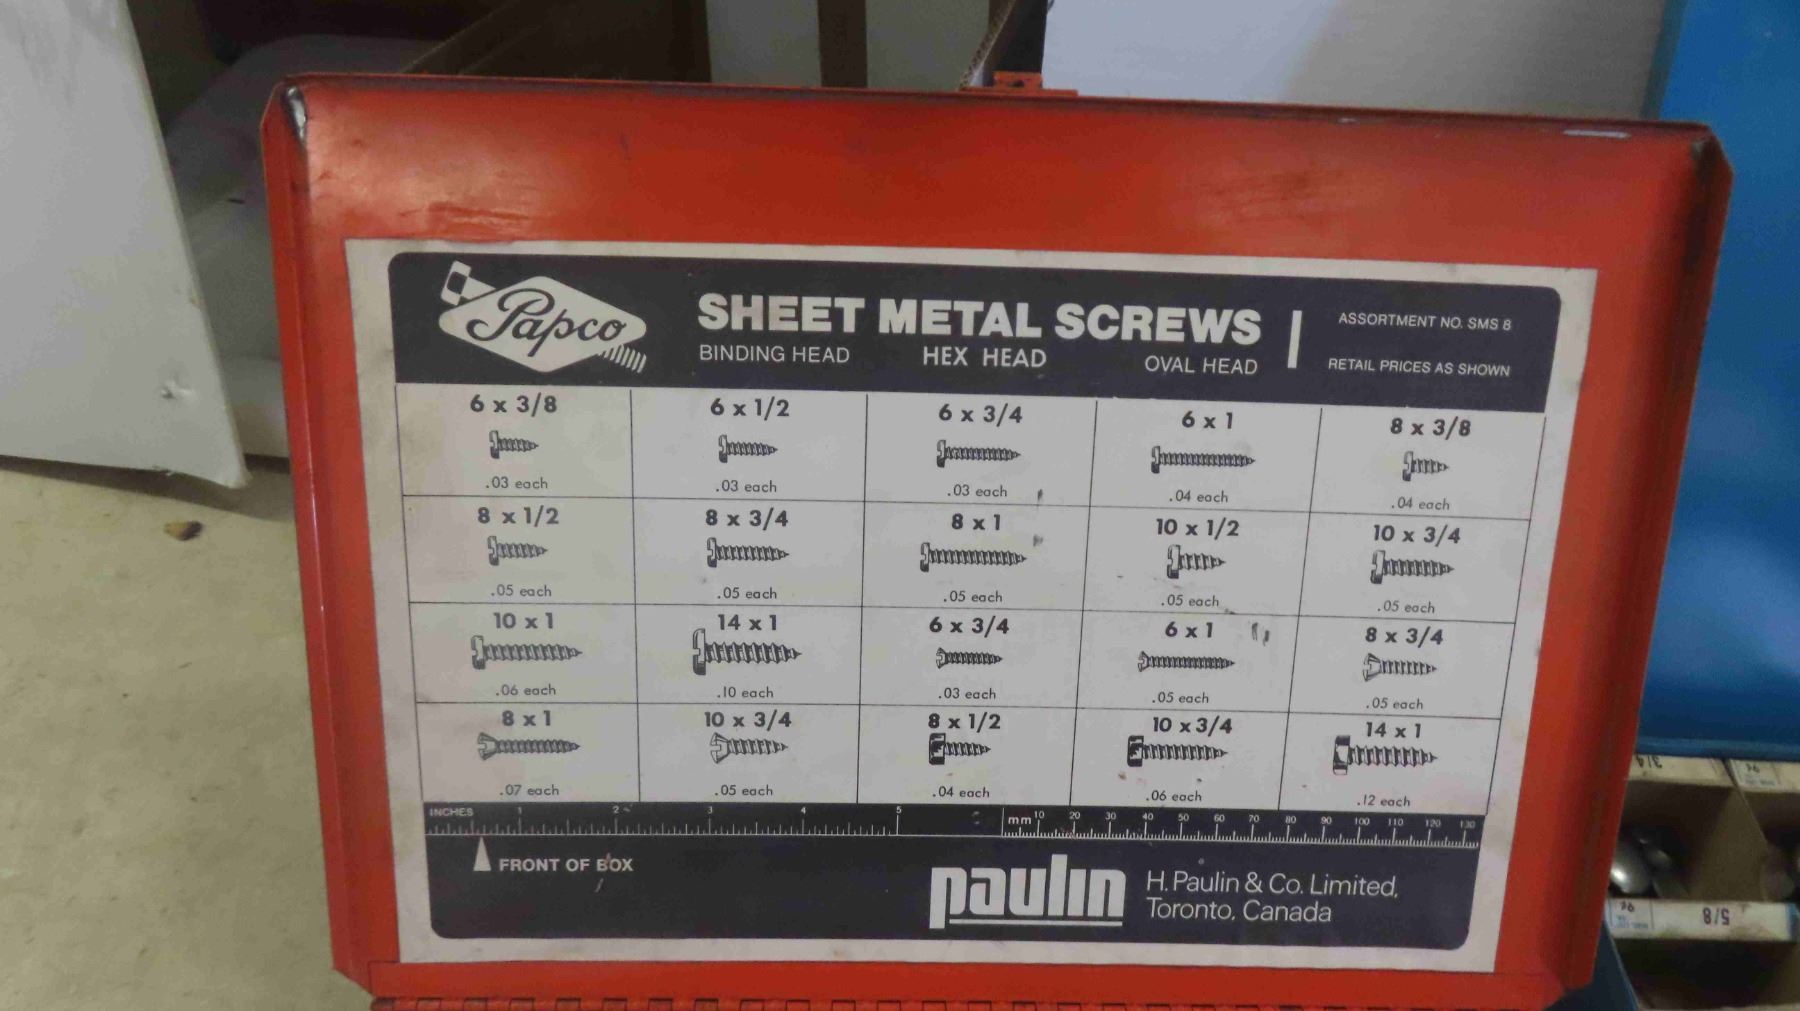 Papco
SHEET METAL SCREWS
BINDING HEAD HEX HEAD OVAL HEAD
ASSORTMENT NO. SMS 8
RETAIL PRICES AS SHOWN
6 x 3/8 6 x 1/2 6 x 3/4 6 x 1 8 x 3/8
.03 each .03 each .03 each .04 each .04 each
8 x 1/2 8 x 3/4 8 x 1 10 x 1/2 10 x 3/4
.05 each .05 each .05 each .05 each .05 each
10 x 1 14 x 1 6 x 3/4 6 x 1 8 x 3/4
.06 each .10 each .03 each .05 each .05 each
8 x 1 10 x 3/4 8 x 1/2 10 x 3/4 14 x 1
.07 each .05 each .04 each .06 each .12 each
INCHES 1 2 3 4 5
mm 10 20 30 40 50 60 70 80 90 100 110 120 130
FRONT OF BOX
paulin
H. Paulin & Co. Limited,
Toronto, Canada
3/4
5/8